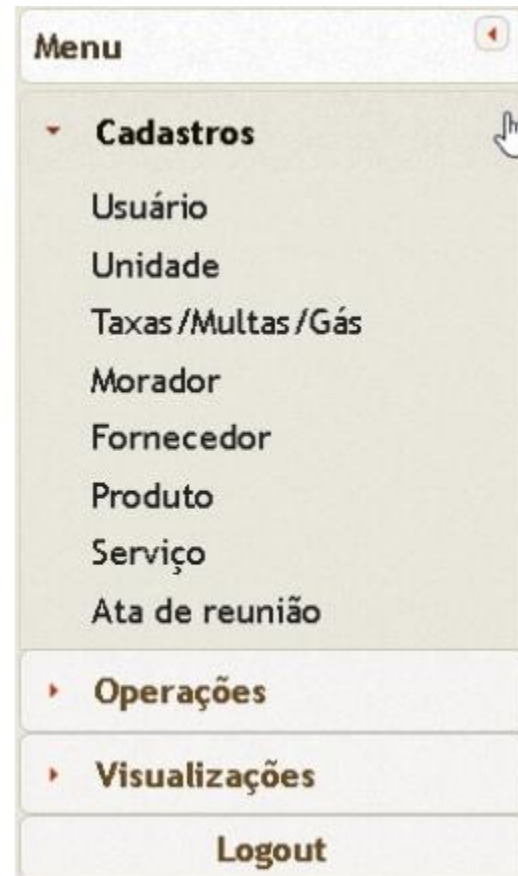 Menu
Cadastros
Usuário
Unidade
Taxas/Multas/Gás
Morador
Fornecedor
Produto
Serviço
Ata de reunião
Operações
Visualizações
Logout